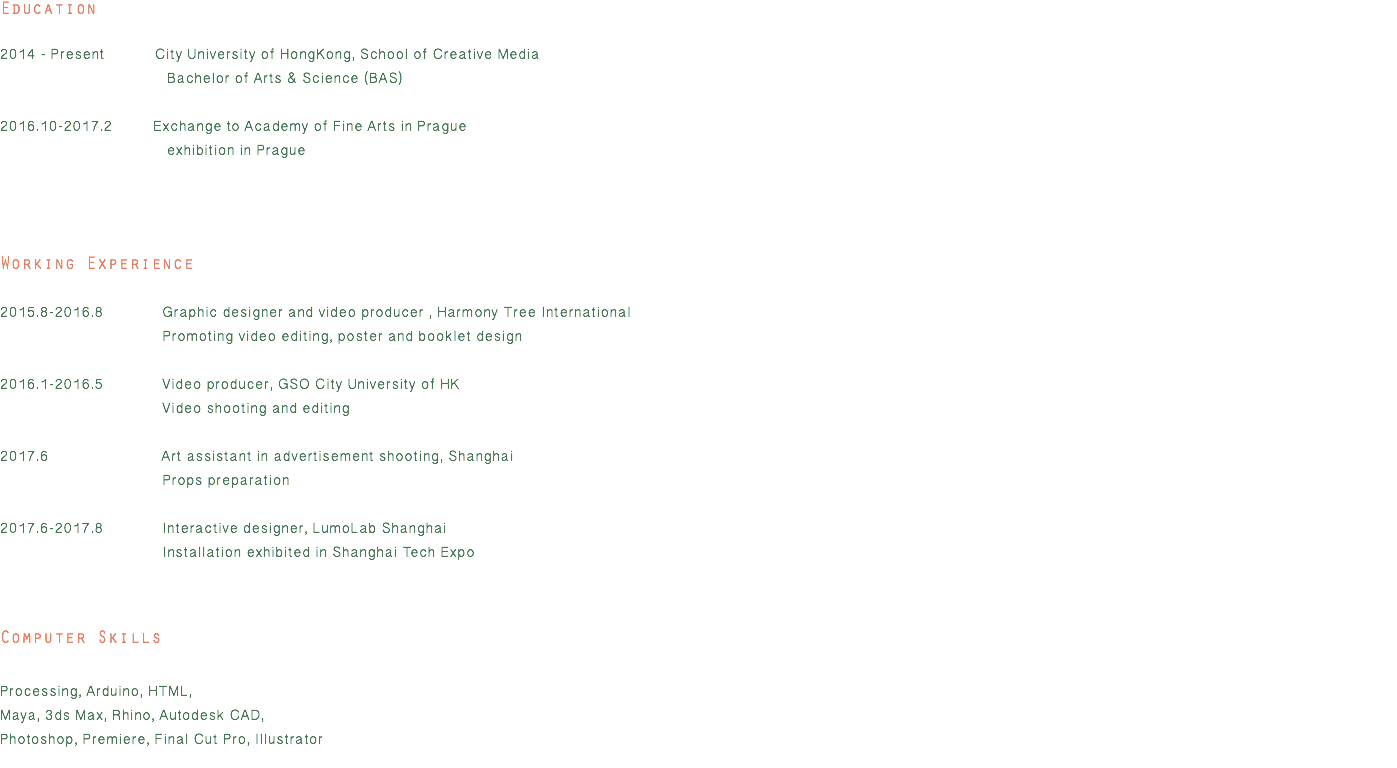 Education
2014 - Present City University of HongKong, School of Creative Media
Bachelor of Arts & Science (BAS)
2016.10-2017.2 Exchange to Academy of Fine Arts in Prague
exhibition in Prague
Working Experience
2015.8-2016.8 Graphic designer and video producer , Harmony Tree International
Promoting video editing, poster and booklet design
2016.1-2016.5 Video producer, GSO City University of HK
Video shooting and editing
2017.6 Art assistant in advertisement shooting, Shanghai
Props preparation
2017.6-2017.8 Interactive designer, LumoLab Shanghai
Installation exhibited in Shanghai Tech Expo
Computer Skills
Processing, Arduino, HTML,
Maya, 3ds Max, Rhino, Autodesk CAD,
Photoshop, Premiere, Final Cut Pro, Illustrator